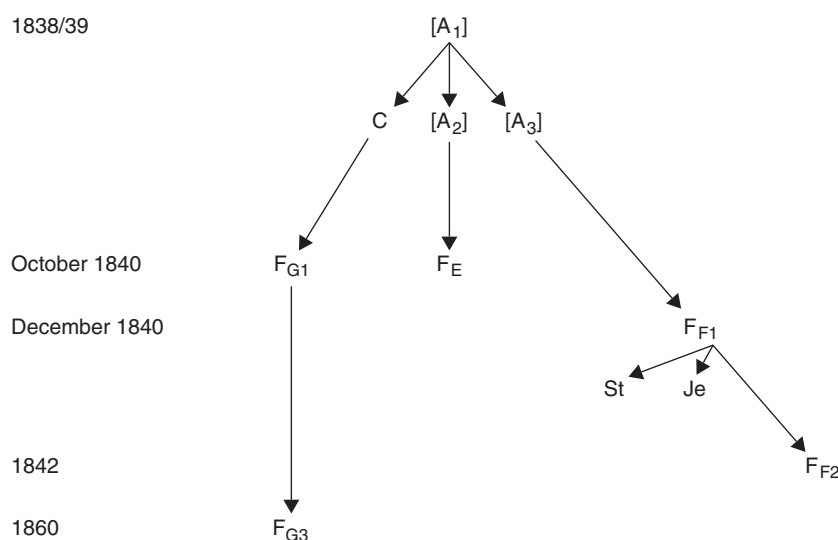 1838/39 [A1]
C [A2] [A3]
October 1840 FG1 FE
December 1840 FF1
St Je
1842 FF2
1860 FG3